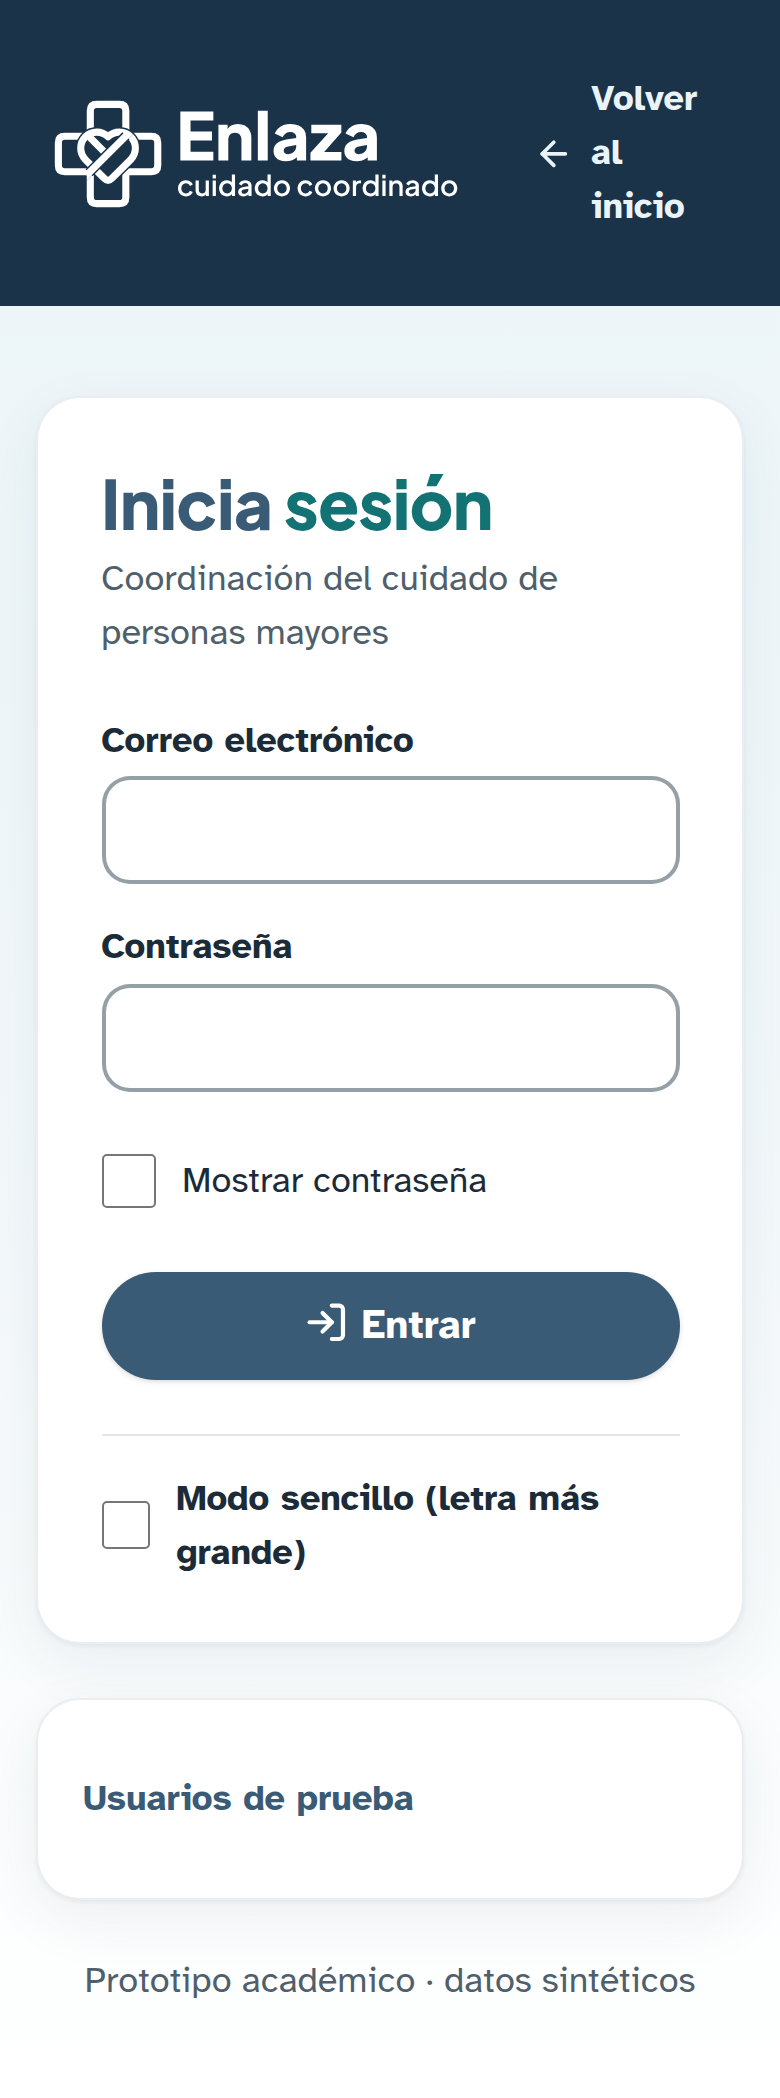 Enlaza
cuidado coordinado
Volver
al
inicio
Inicia sesión
Coordinación del cuidado de
personas mayores
Correo electrónico
Contraseña
Mostrar contraseña
Entrar
Modo sencillo (letra más
grande)
Usuarios de prueba
Prototipo académico · datos sintéticos